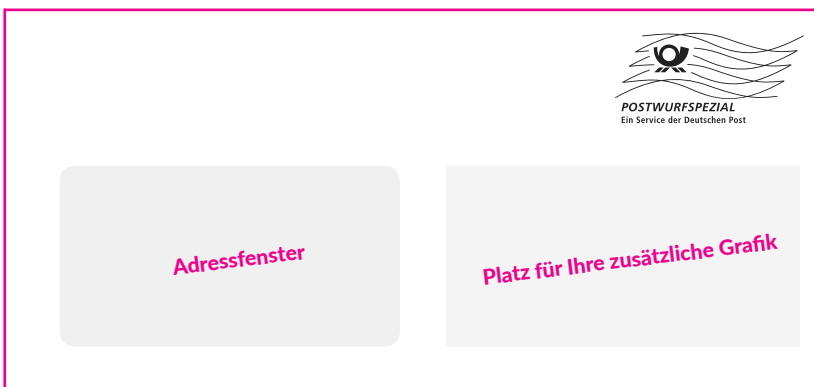 POSTWURFSPEZIAL
Ein Service der Deutschen Post
Adressfenster
Platz für Ihre zusätzliche Grafik